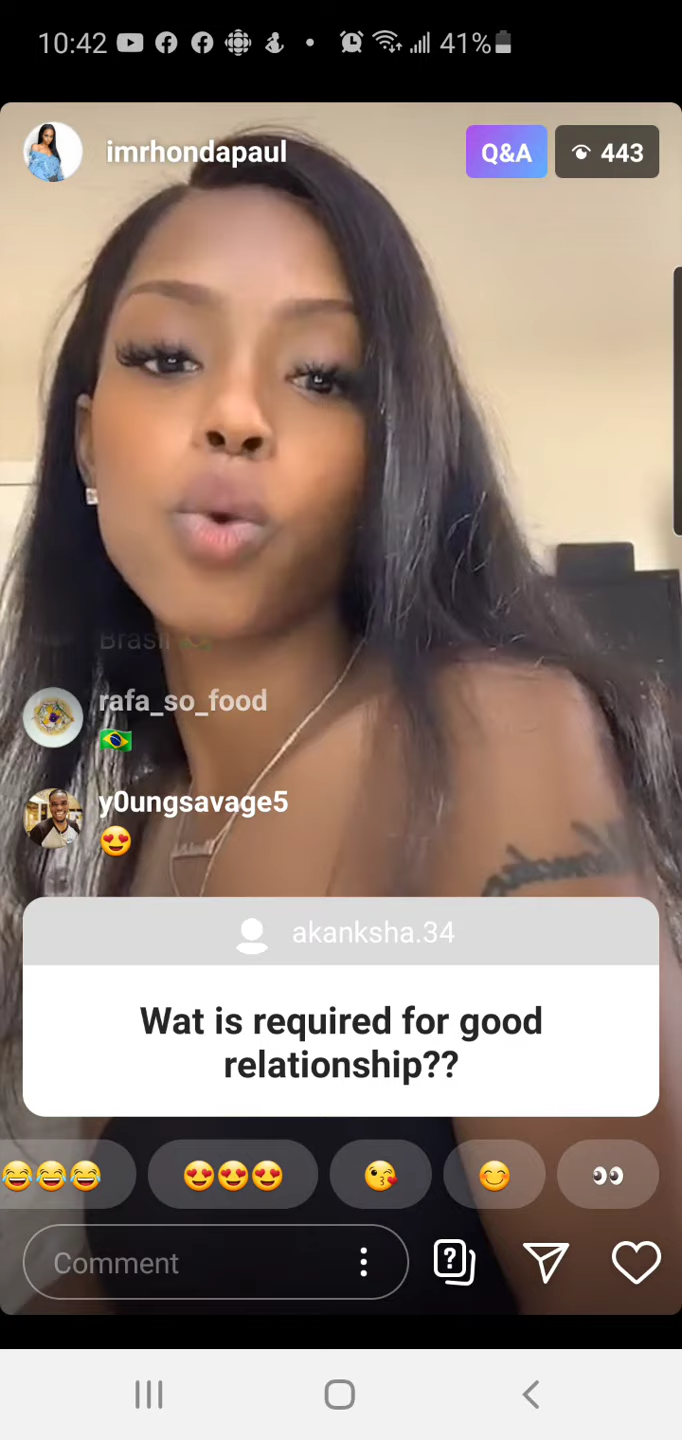 10:42
41%
imrhondapaul
Q&A
443
Brasil
rafa_so_food
y0ungsavage5
akanksha.34
Wat is required for good
relationship??
Comment